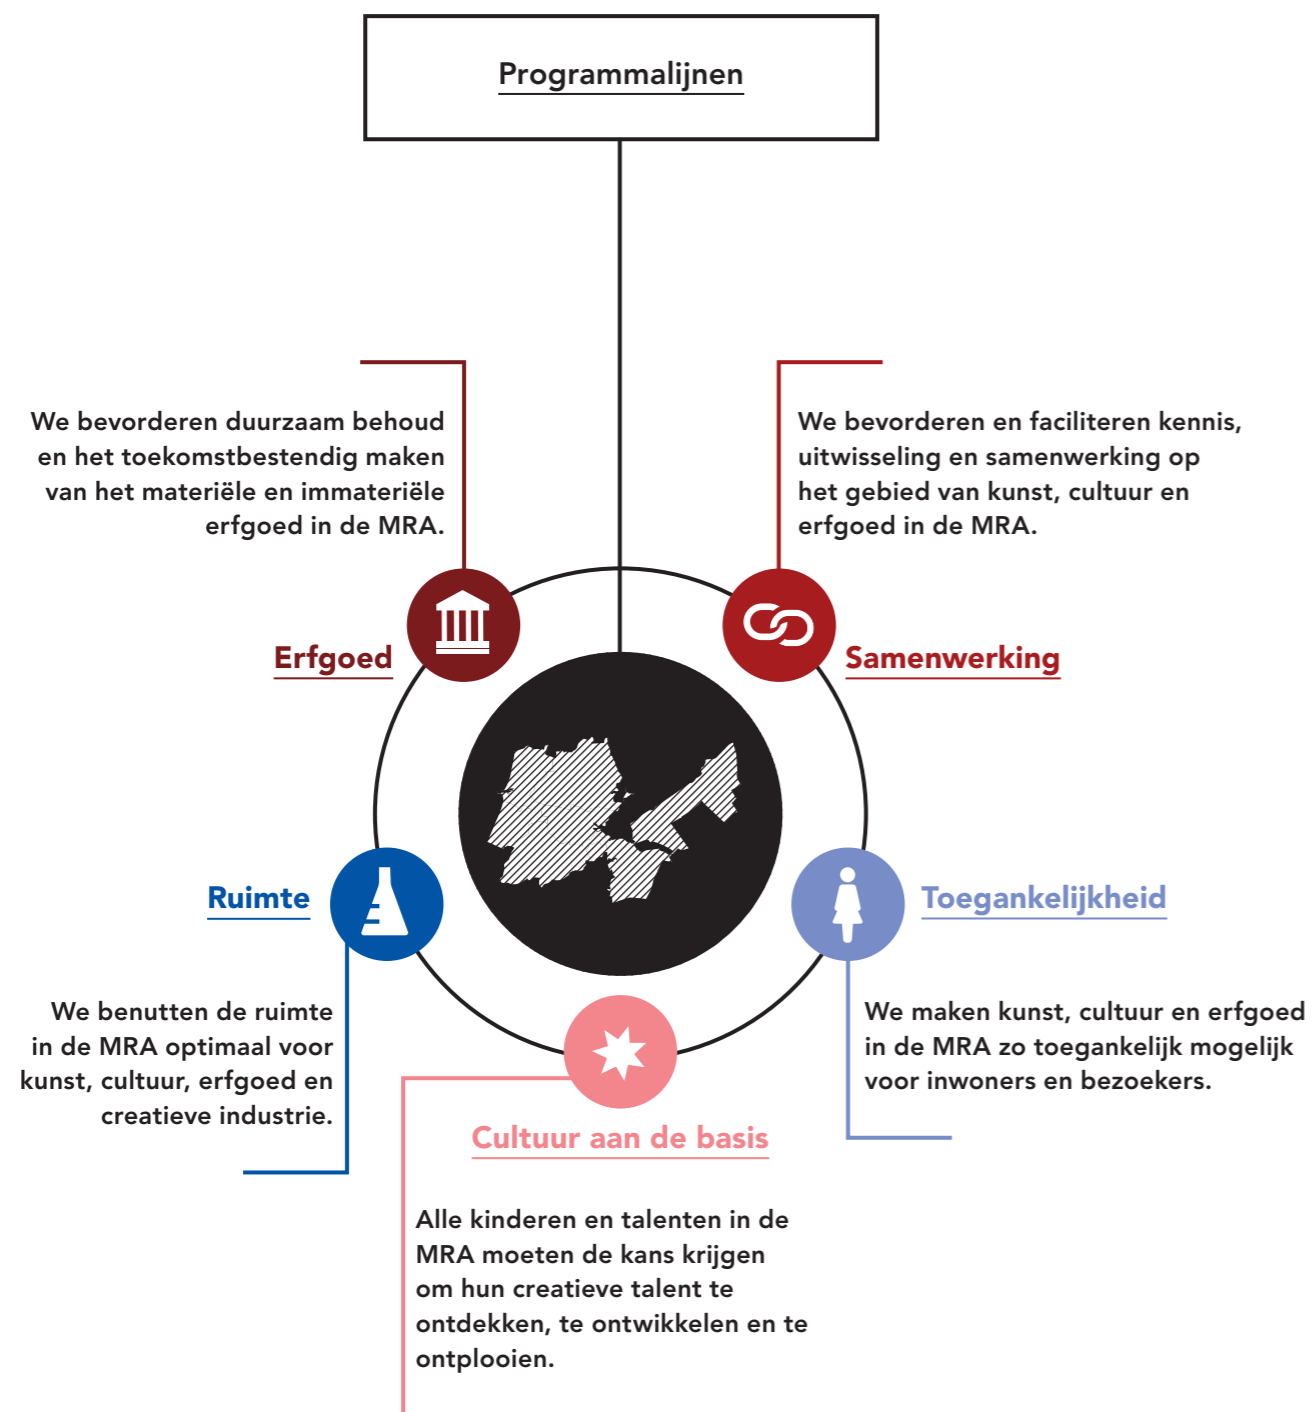 Programmalijnen
We bevorderen duurzaam behoud
en het toekomstbestendig maken
van het materiële en immateriële
erfgoed in de MRA.
Erfgoed
We bevorderen en faciliteren kennis,
uitwisseling en samenwerking op
het gebied van kunst, cultuur en
erfgoed in de MRA.
Samenwerking
Ruimte
We benutten de ruimte
in de MRA optimaal voor
kunst, cultuur, erfgoed en
creatieve industrie.
Toegankelijkheid
We maken kunst, cultuur en erfgoed
in de MRA zo toegankelijk mogelijk
voor inwoners en bezoekers.
Cultuur aan de basis
Alle kinderen en talenten in de
MRA moeten de kans krijgen
om hun creatieve talent te
ontdekken, te ontwikkelen en te
ontplooien.